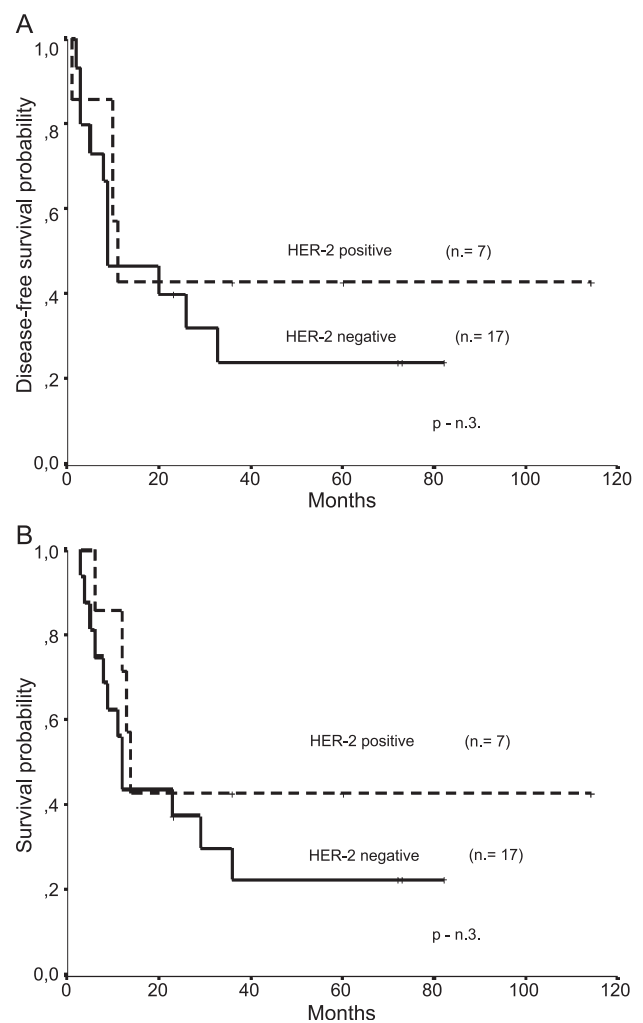 A
Disease-free survival probability
1,0
,8
,6
,4
,2
0,0
HER-2 positive (n.= 7)
HER-2 negative (n.= 17)
p - n.3.
0 20 40 60 80 100 120
Months
B
Survival probability
1,0
,8
,6
,4
,2
0,0
HER-2 positive (n.= 7)
HER-2 negative (n.= 17)
p - n.3.
0 20 40 60 80 100 120
Months